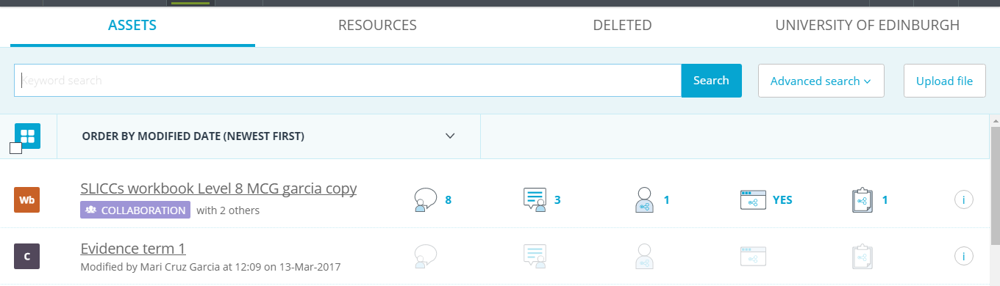 ASSETS RESOURCES DELETED UNIVERSITY OF EDINBURGH
Keyword search Search Advanced search Upload file
ORDER BY MODIFIED DATE (NEWEST FIRST)
Wb SLICCs workbook Level 8 MCG garcia copy 8 3 1 YES 1 i
COLLABORATION with 2 others
C Evidence term 1 i
Modified by Mari Cruz Garcia at 12:09 on 13-Mar-2017